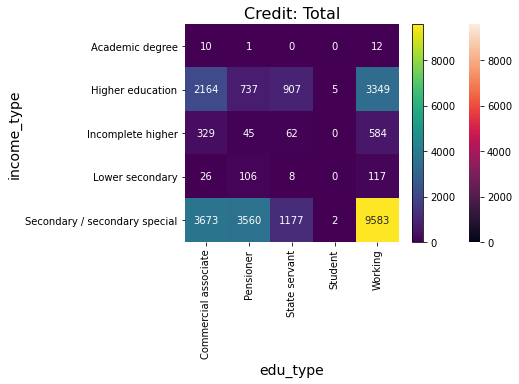 Credit: Total
income_type
Academic degree 10 1 0 0 12
Higher education 2164 737 907 5 3349
Incomplete higher 329 45 62 0 584
Lower secondary 26 106 8 0 117
Secondary / secondary special 3673 3560 1177 2 9583
Commercial associate
Pensioner
State servant
Student
Working
edu_type
8000
6000
4000
2000
0
8000
6000
4000
2000
0